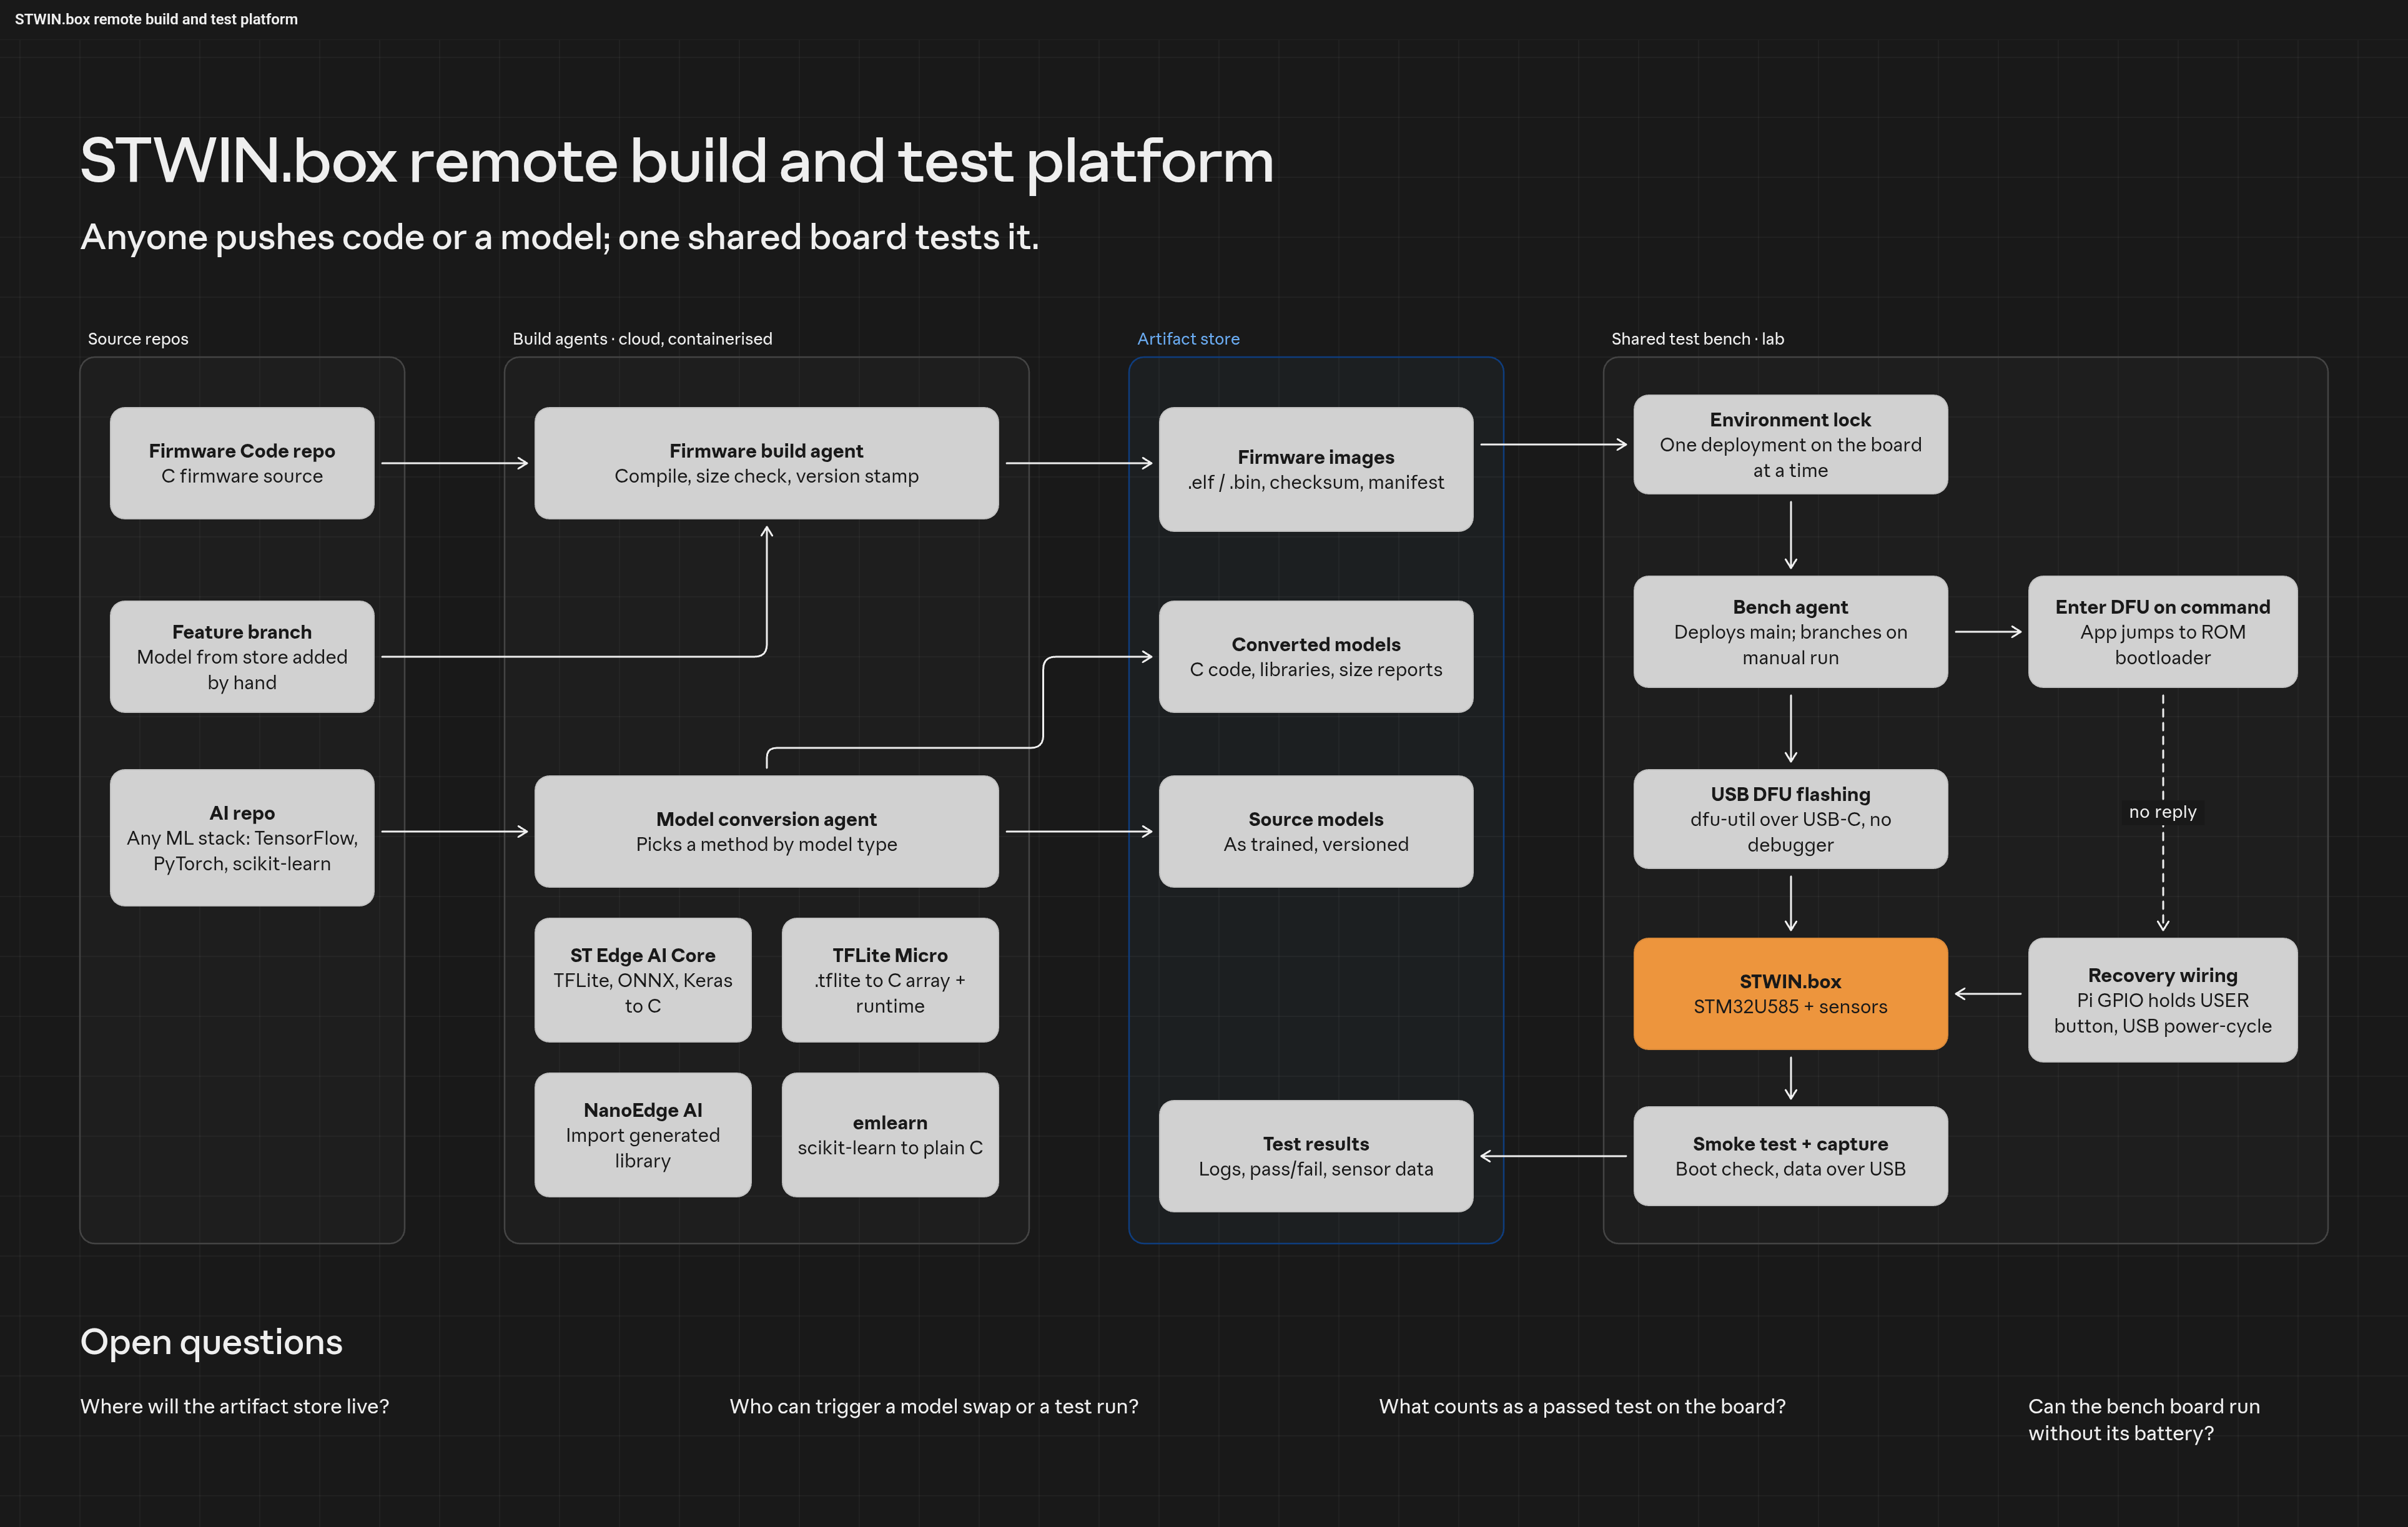 STWIN.box remote build and test platform
STWIN.box remote build and test platform
Anyone pushes code or a model; one shared board tests it.
Source repos
Firmware Code repo
C firmware source
Feature branch
Model from store added
by hand
AI repo
Any ML stack: TensorFlow,
PyTorch, scikit-learn
Build agents · cloud, containerised
Firmware build agent
Compile, size check, version stamp
Model conversion agent
Picks a method by model type
ST Edge AI Core
TFLite, ONNX, Keras
to C
TFLite Micro
.tflite to C array +
runtime
NanoEdge AI
Import generated
library
emlearn
scikit-learn to plain C
Artifact store
Firmware images
.elf / .bin, checksum, manifest
Converted models
C code, libraries, size reports
Source models
As trained, versioned
Test results
Logs, pass/fail, sensor data
Shared test bench · lab
Environment lock
One deployment on the board
at a time
Bench agent
Deploys main; branches on
manual run
Enter DFU on command
App jumps to ROM
bootloader
USB DFU flashing
dfu-util over USB-C, no
debugger
no reply
STWIN.box
STM32U585 + sensors
Recovery wiring
Pi GPIO holds USER
button, USB power-cycle
Smoke test + capture
Boot check, data over USB
Open questions
Where will the artifact store live?
Who can trigger a model swap or a test run?
What counts as a passed test on the board?
Can the bench board run
without its battery?